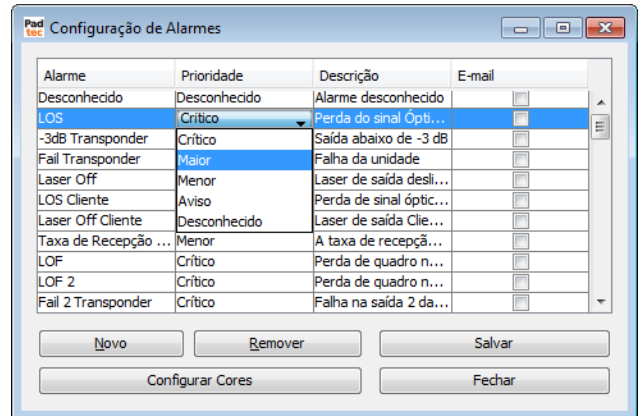 Pad
tec
Configuração de Alarmes
Alarme Prioridade Descrição E-mail
Desconhecido Desconhecido Alarme desconhecido
LOS Crítico Perda do sinal Ópti...
-3dB Transponder Crítico Saída abaixo de -3 dB
Fail Transponder Maior Falha da unidade
Laser Off Menor Laser de saída desli...
LOS Cliente Aviso Perda de sinal óptic...
Laser Off Cliente Desconhecido Laser de saída Clie...
Taxa de Recepção ... Menor A taxa de recepçã...
LOF Crítico Perda de quadro n...
LOF 2 Crítico Perda de quadro n...
Fail 2 Transponder Crítico Falha na saída 2 da...
Novo Remover Salvar
Configurar Cores Fechar